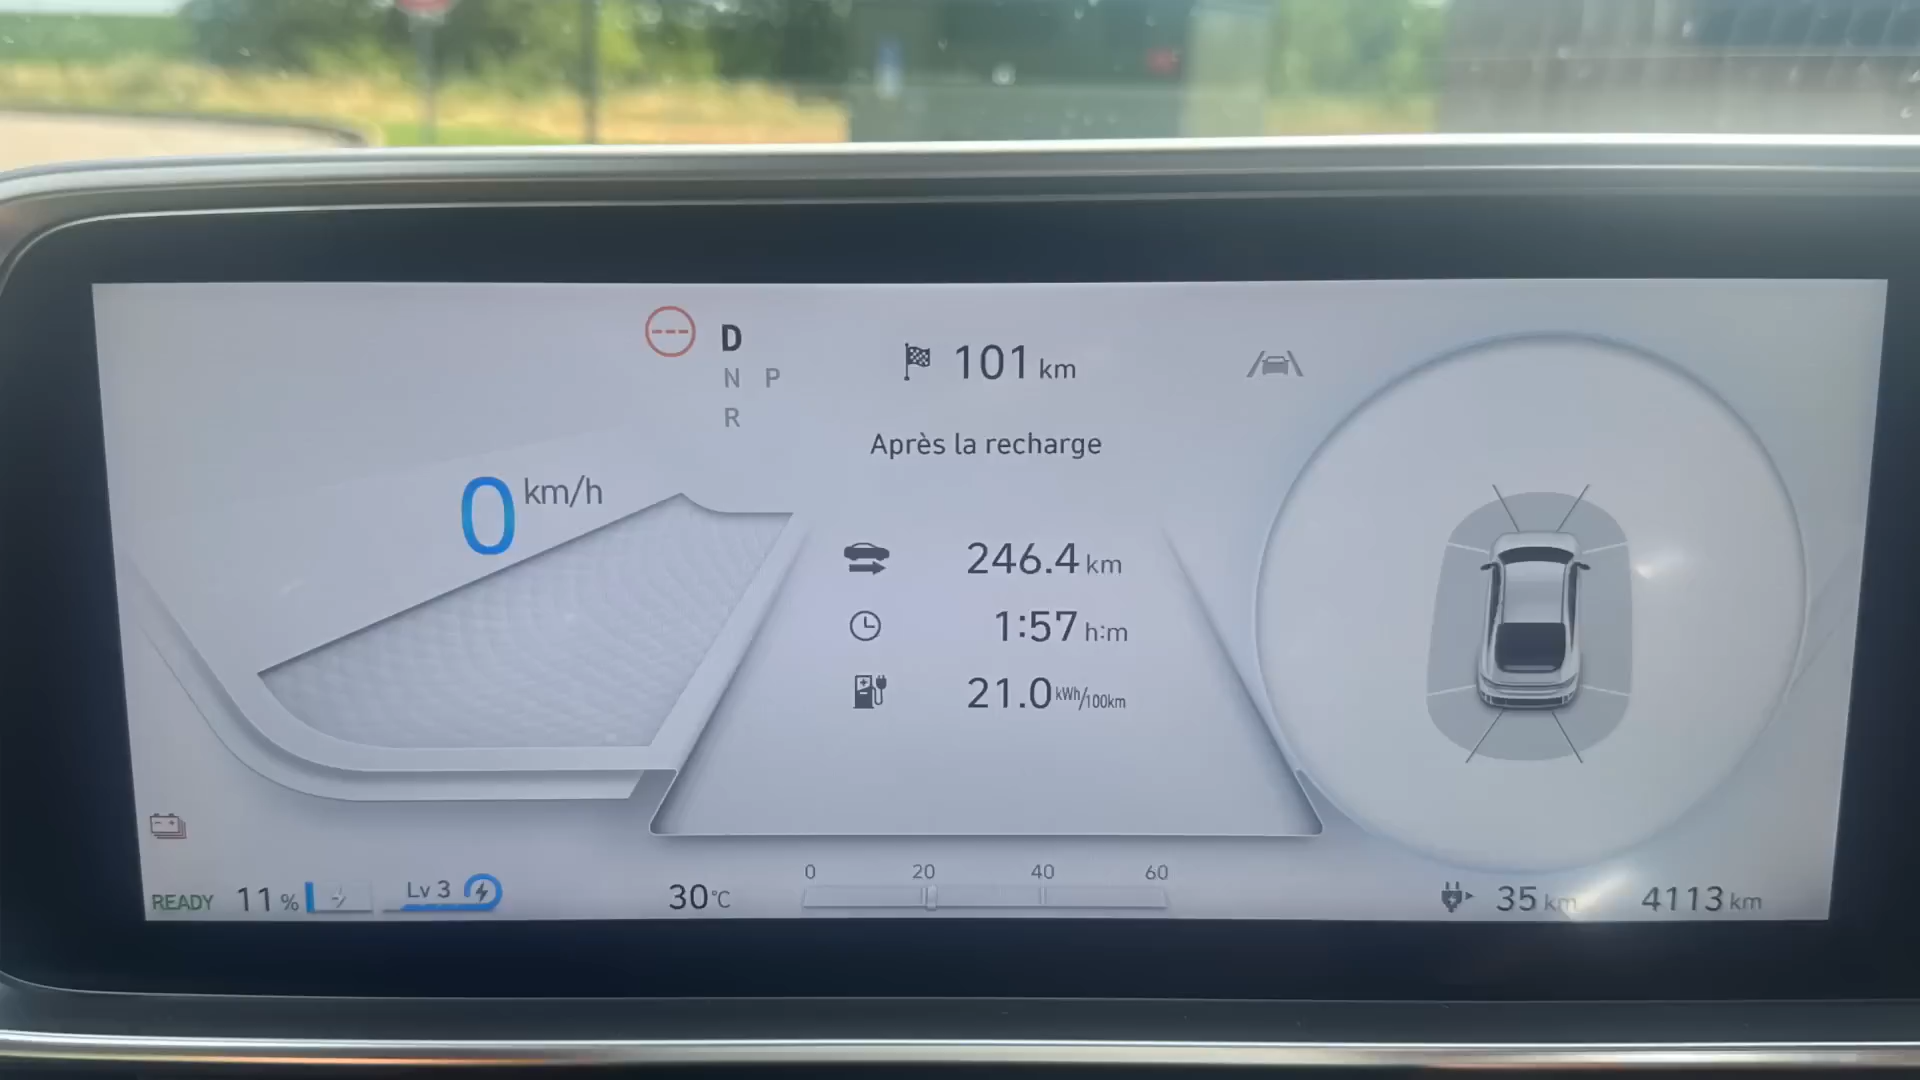 D
N P
R
101 km
Après la recharge
0 km/h
246.4 km
1:57 h:m
21.0 kWh/100km
0 20 40 60
READY 11 % Lv 3 30 °C 35 km 4113 km